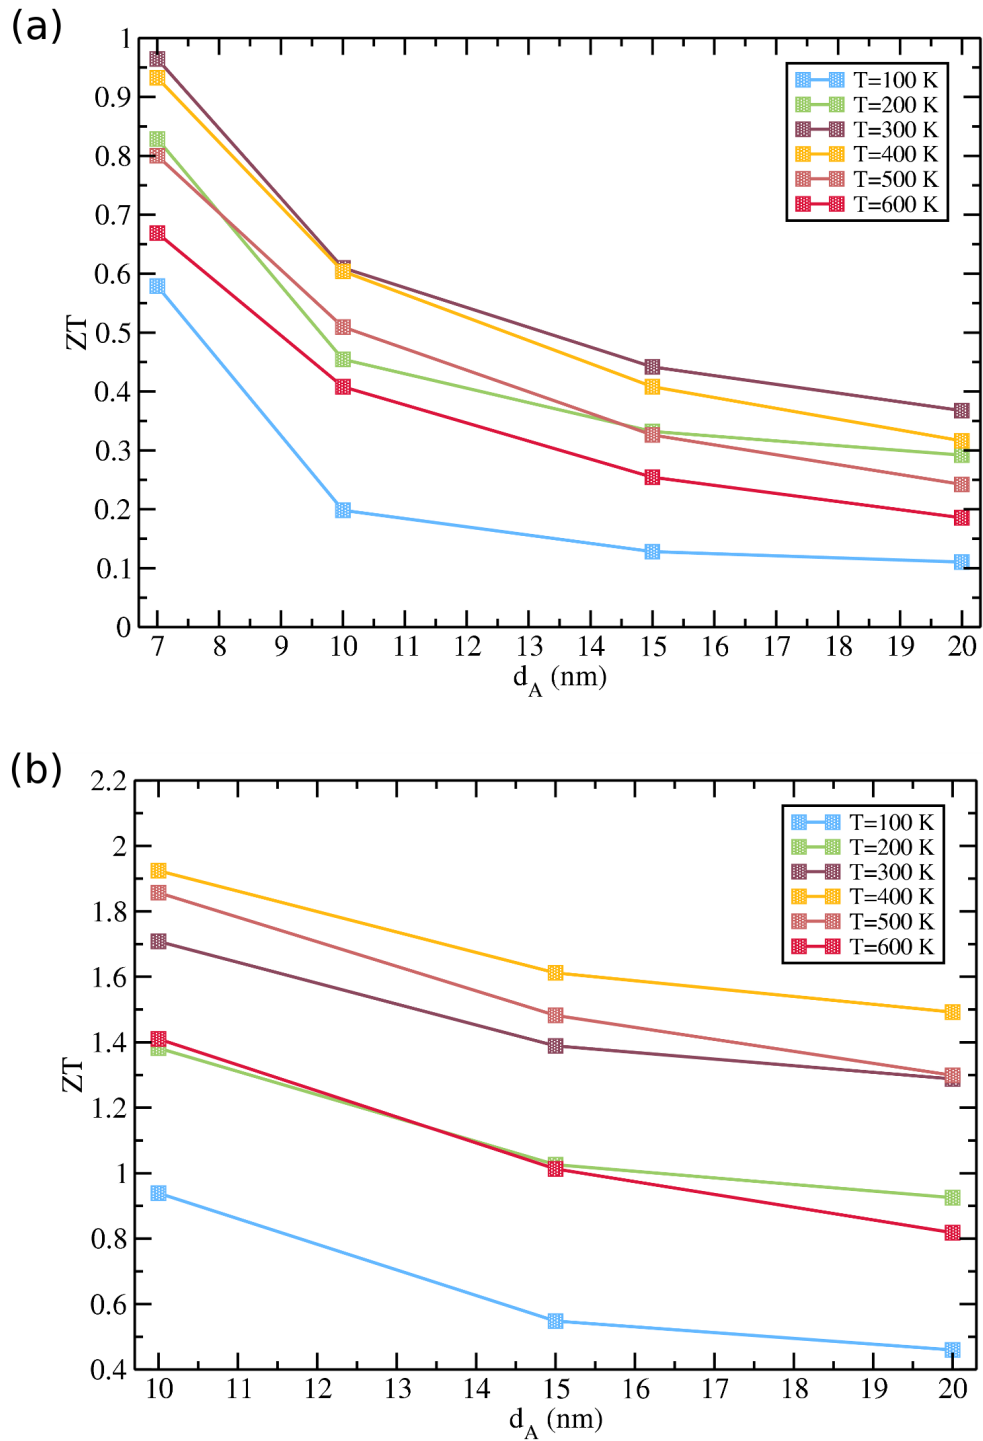 (a)
1
0.9
0.8
0.7
0.6
0.5
0.4
0.3
0.2
0.1
0
ZT
T=100 K
T=200 K
T=300 K
T=400 K
T=500 K
T=600 K
7 8 9 10 11 12 13 14 15 16 17 18 19 20
d_A (nm)
(b)
2.2
2
1.8
1.6
1.4
1.2
1
0.8
0.6
0.4
ZT
T=100 K
T=200 K
T=300 K
T=400 K
T=500 K
T=600 K
10 11 12 13 14 15 16 17 18 19 20
d_A (nm)